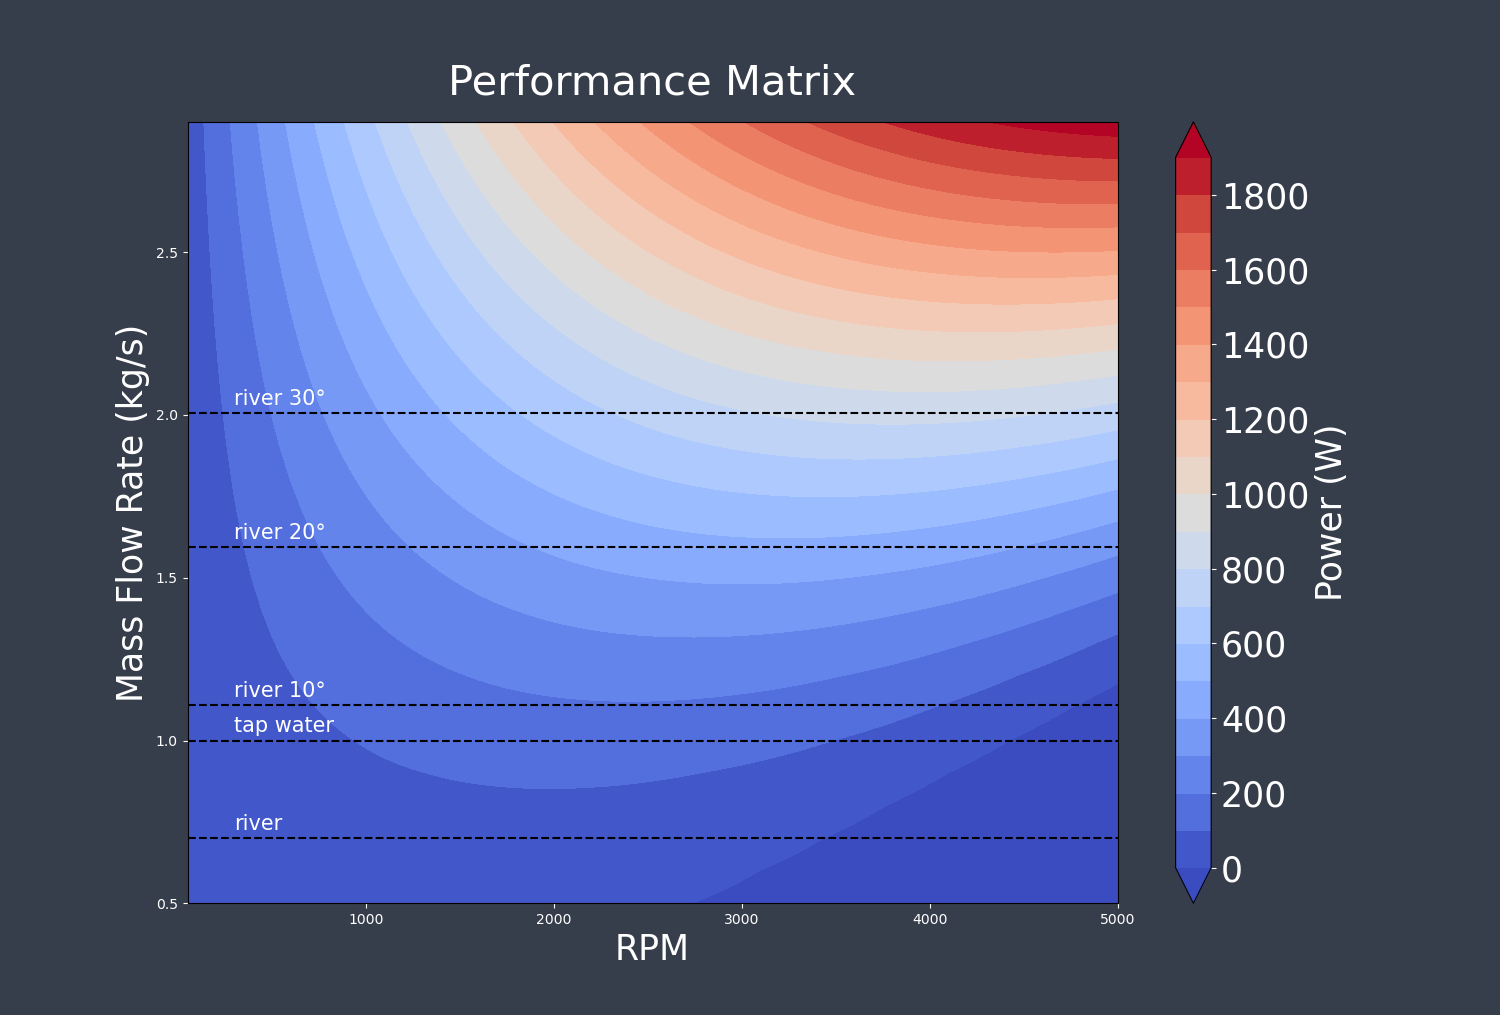 Performance Matrix
Mass Flow Rate (kg/s)
2.5
2.0
1.5
1.0
0.5
river 30°
river 20°
river 10°
tap water
river
1000
2000
3000
4000
5000
RPM
1800
1600
1400
1200
1000
800
600
400
200
0
Power (W)